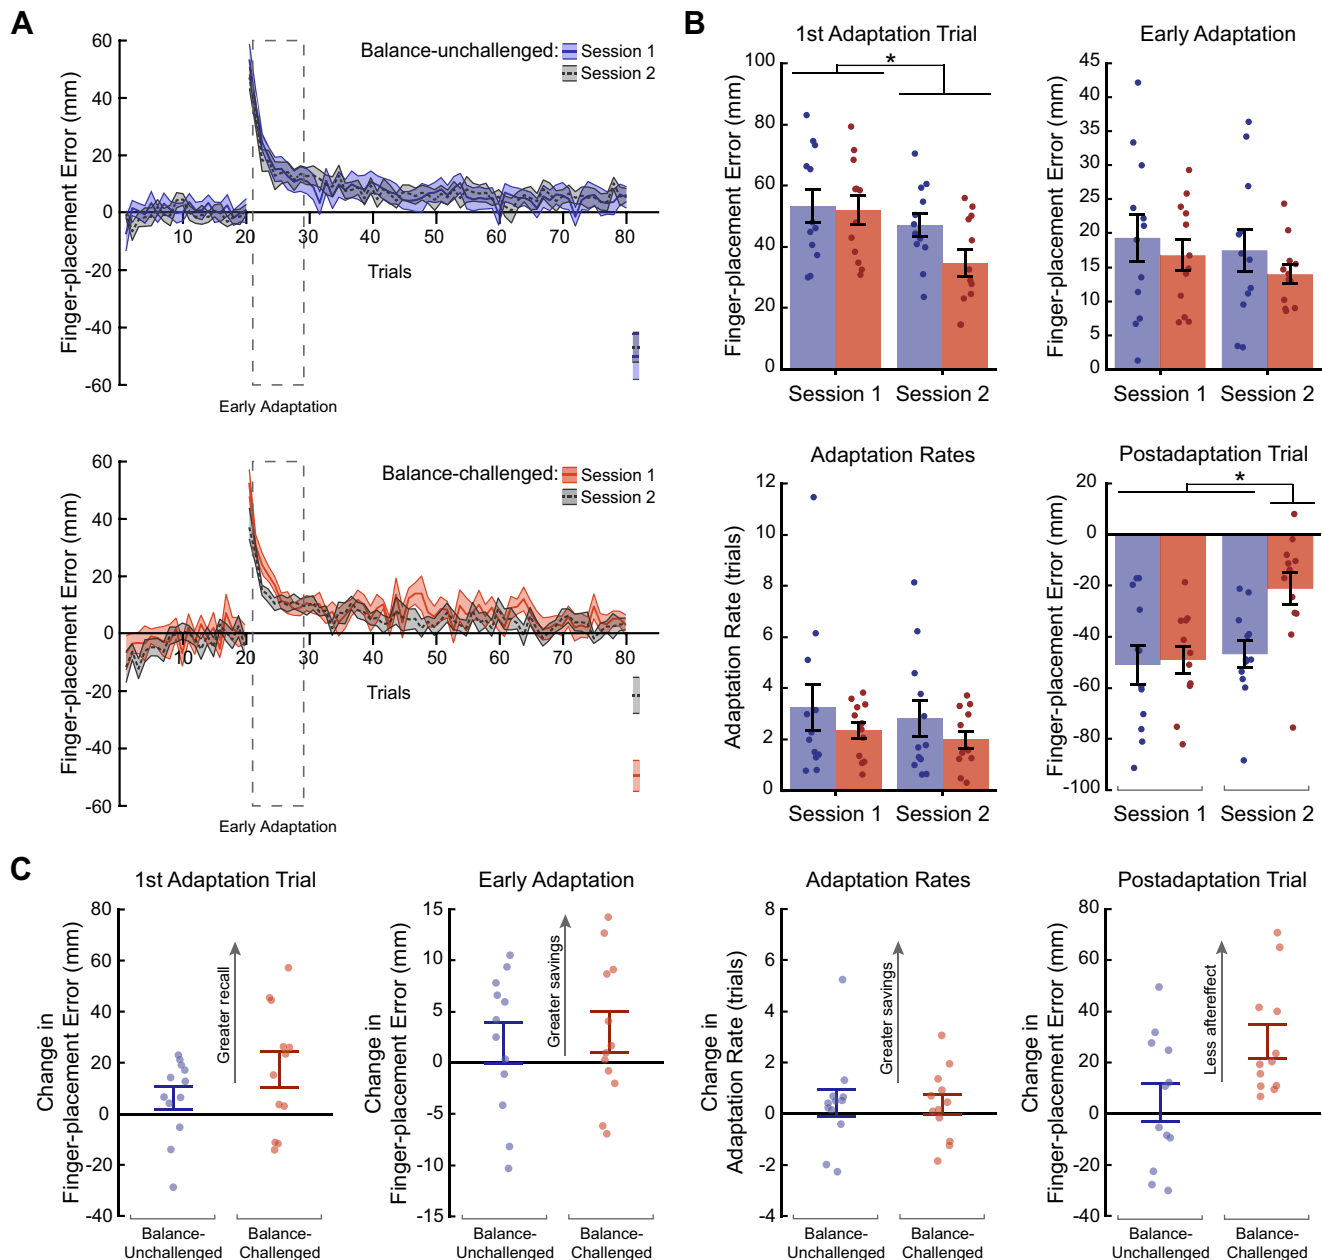 A
Balance-unchallenged: Session 1
Session 2
Finger-placement Error (mm)
60
40
20
0
-20
-40
-60
10 20 30 40 50 60 70 80
Trials
Early Adaptation
Balance-challenged: Session 1
Session 2
Finger-placement Error (mm)
60
40
20
0
-20
-40
-60
10 20 30 40 50 60 70 80
Trials
Early Adaptation
B
1st Adaptation Trial
Finger-placement Error (mm)
100
80
60
40
20
0
*
Session 1 Session 2
Early Adaptation
Finger-placement Error (mm)
45
40
35
30
25
20
15
10
5
0
Session 1 Session 2
Adaptation Rates
Adaptation Rate (trials)
12
10
8
6
4
2
0
Session 1 Session 2
Postadaptation Trial
Finger-placement Error (mm)
20
0
-20
-40
-60
-80
-100
*
Session 1 Session 2
C
1st Adaptation Trial
Change in
Finger-placement Error (mm)
80
60
40
20
0
20
-40
Greater recall
Balance-
Unchallenged
Balance-
Challenged
Early Adaptation
Change in
Finger-placement Error (mm)
15
10
5
0
-5
-10
-15
Greater savings
Balance-
Unchallenged
Balance-
Challenged
Adaptation Rates
Change in
Adaptation Rate (trials)
8
6
4
2
0
-2
-4
Greater savings
Balance-
Unchallenged
Balance-
Challenged
Postadaptation Trial
Change in
Finger-placement Error (mm)
80
60
40
20
0
-20
-40
Less aftereffect
Balance-
Unchallenged
Balance-
Challenged